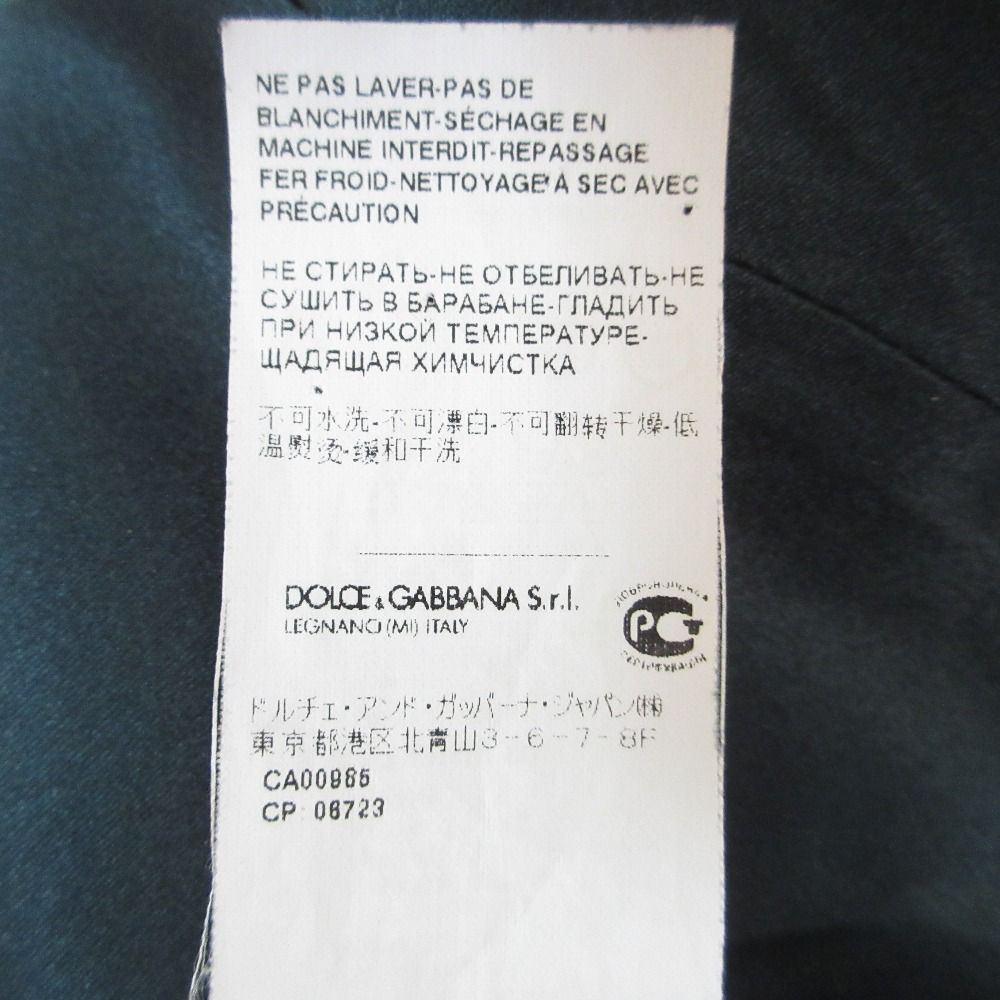 NE PAS LAVER-PAS DE
BLANCHIMENT-SÉCHAGE EN
MACHINE INTERDIT-REPASSAGE
FER FROID-NETTOYAGE A SEC AVEC
PRÉCAUTION
НЕ СТИРАТЬ-НЕ ОТБЕЛИВАТЬ-НЕ
СУШИТЬ В БАРАБАНЕ-ГЛАДИТЬ
ПРИ НИЗКОЙ ТЕМПЕРАТУРЕ-
ЩАДЯЩАЯ ХИМЧИСТКА
不可水洗-不可漂白-不可翻转干燥-低
温熨烫-缓和干洗
DOLCE & GABBANA S.r.l.
LEGNANO (MI) ITALY
РСТ
ドルチェ・アンド・ガッバーナ・ジャパン(株)
東京都港区北青山3-6-7-8F
CA00965
CP 06723